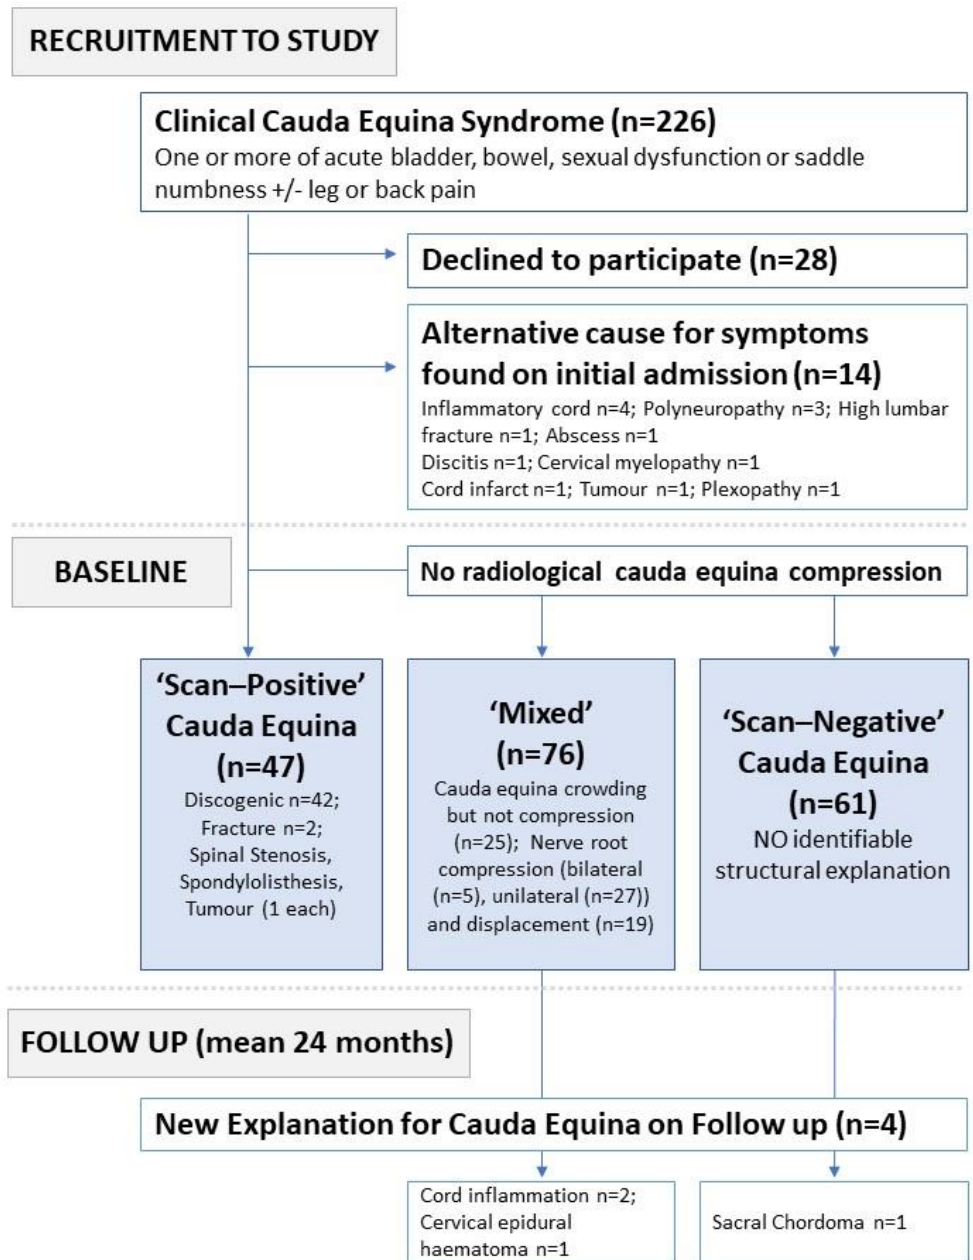 RECRUITMENT TO STUDY
Clinical Cauda Equina Syndrome (n=226)
One or more of acute bladder, bowel, sexual dysfunction or saddle
numbness +/- leg or back pain
Declined to participate (n=28)
Alternative cause for symptoms
found on initial admission (n=14)
Inflammatory cord n=4; Polyneuropathy n=3; High lumbar
fracture n=1; Abscess n=1
Discitis n=1; Cervical myelopathy n=1
Cord infarct n=1; Tumour n=1; Plexopathy n=1
BASELINE
No radiological cauda equina compression
‘Scan–Positive’
Cauda Equina
(n=47)
Discogenic n=42;
Fracture n=2;
Spinal Stenosis,
Spondylolisthesis,
Tumour (1 each)
‘Mixed’
(n=76)
Cauda equina crowding
but not compression
(n=25); Nerve root
compression (bilateral
(n=5), unilateral (n=27))
and displacement (n=19)
‘Scan–Negative’
Cauda Equina
(n=61)
NO identifiable
structural explanation
FOLLOW UP (mean 24 months)
New Explanation for Cauda Equina on Follow up (n=4)
Cord inflammation n=2;
Cervical epidural
haematoma n=1
Sacral Chordoma n=1